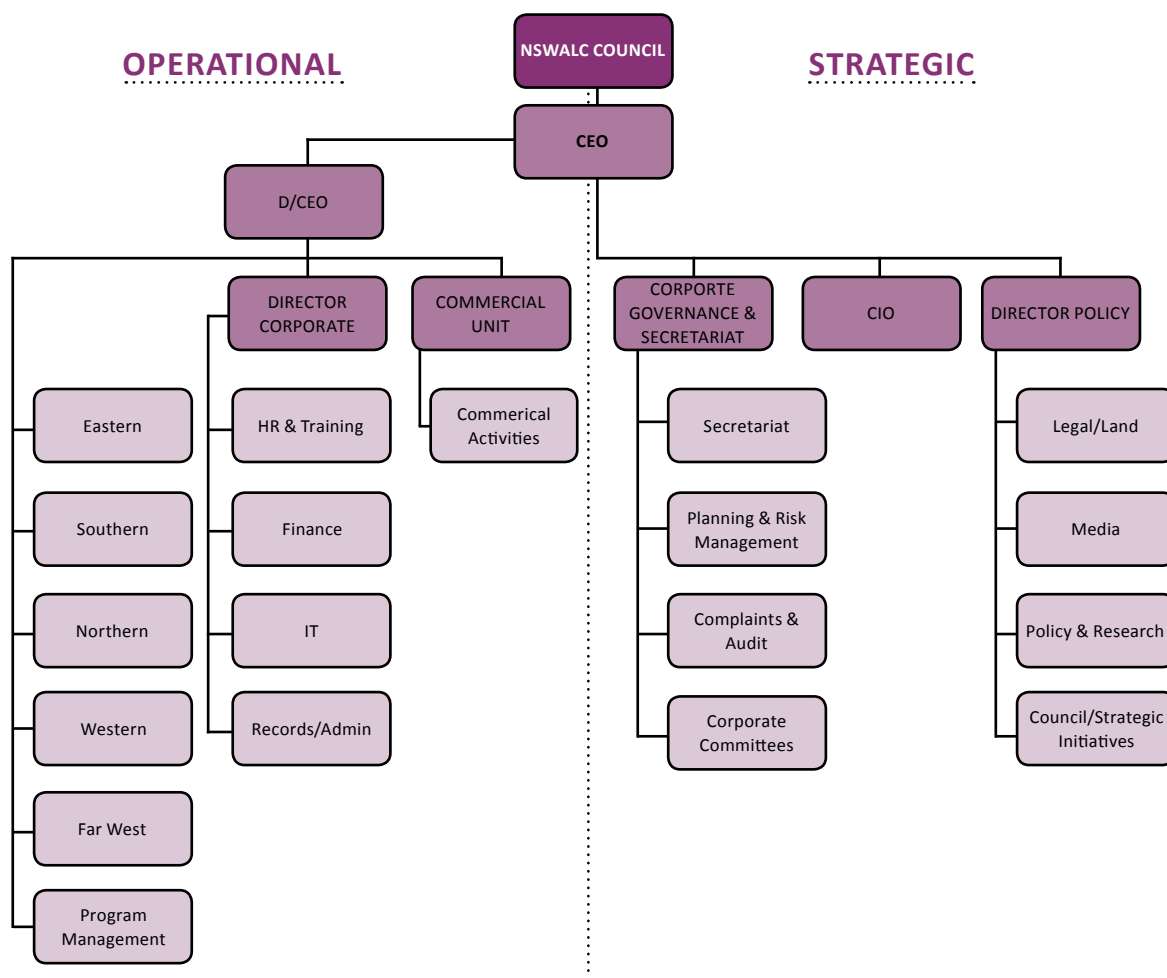 NSWALC COUNCIL
OPERATIONAL
STRATEGIC
CEO
D/CEO
DIRECTOR
CORPORATE
COMMERCIAL
UNIT
CORPORTE
GOVERNANCE &
SECRETARIAT
CIO
DIRECTOR POLICY
Eastern
HR & Training
Commerical
Activities
Secretariat
Legal/Land
Southern
Finance
Planning & Risk
Management
Media
Northern
IT
Complaints &
Audit
Policy & Research
Western
Records/Admin
Corporate
Committees
Council/Strategic
Initiatives
Far West
Program
Management